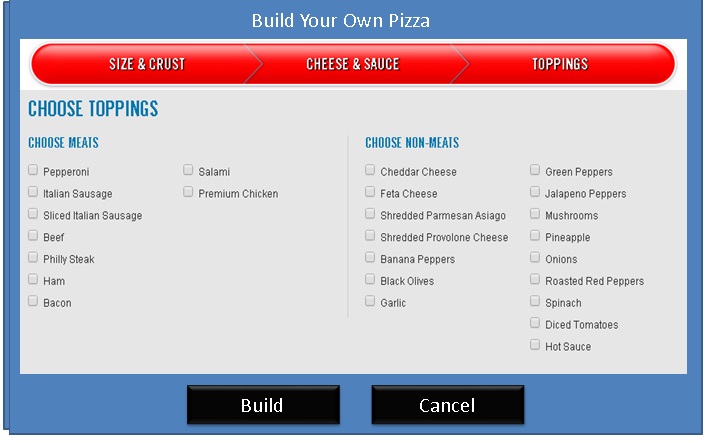 Build Your Own Pizza
SIZE & CRUST
CHEESE & SAUCE
TOPPINGS
CHOOSE TOPPINGS
CHOOSE MEATS
Pepperoni
Italian Sausage
Sliced Italian Sausage
Beef
Philly Steak
Ham
Bacon
Salami
Premium Chicken
CHOOSE NON-MEATS
Cheddar Cheese
Feta Cheese
Shredded Parmesan Asiago
Shredded Provolone Cheese
Banana Peppers
Black Olives
Garlic
Green Peppers
Jalapeno Peppers
Mushrooms
Pineapple
Onions
Roasted Red Peppers
Spinach
Diced Tomatoes
Hot Sauce
Build
Cancel